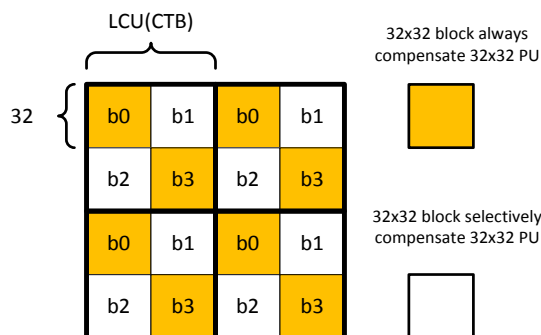 LCU(CTB)
32x32 block always
compensate 32x32 PU
32
b0 b1 b0 b1
b2 b3 b2 b3
32x32 block selectively
compensate 32x32 PU
b0 b1 b0 b1
b2 b3 b2 b3